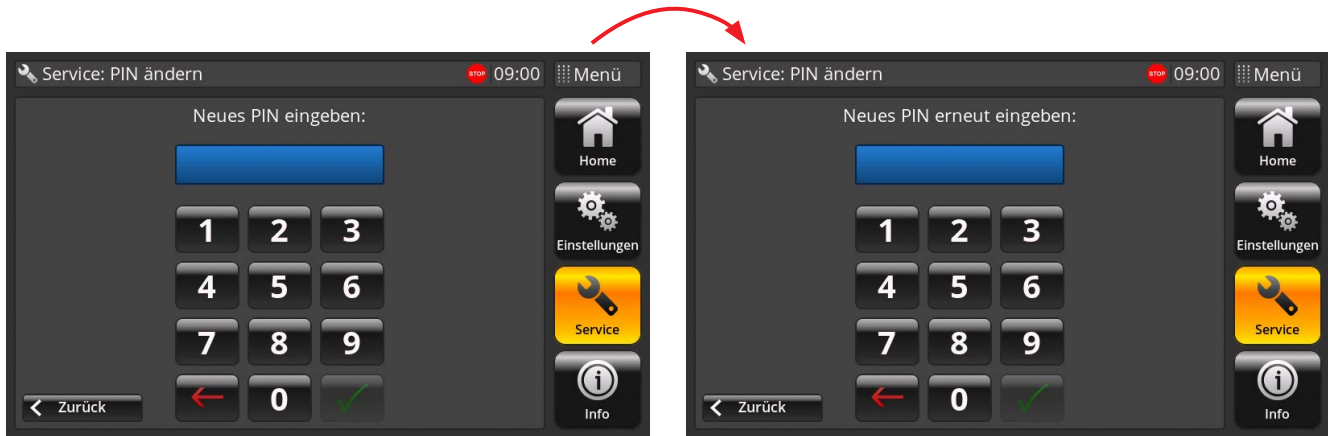 Service: PIN ändern
STOP
09:00
Menü
Neues PIN eingeben:
Home
1 2 3
Einstellungen
4 5 6
Service
7 8 9
0
Zurück
Info
Service: PIN ändern
STOP
09:00
Menü
Neues PIN erneut eingeben:
Home
1 2 3
Einstellungen
4 5 6
Service
7 8 9
0
Zurück
Info